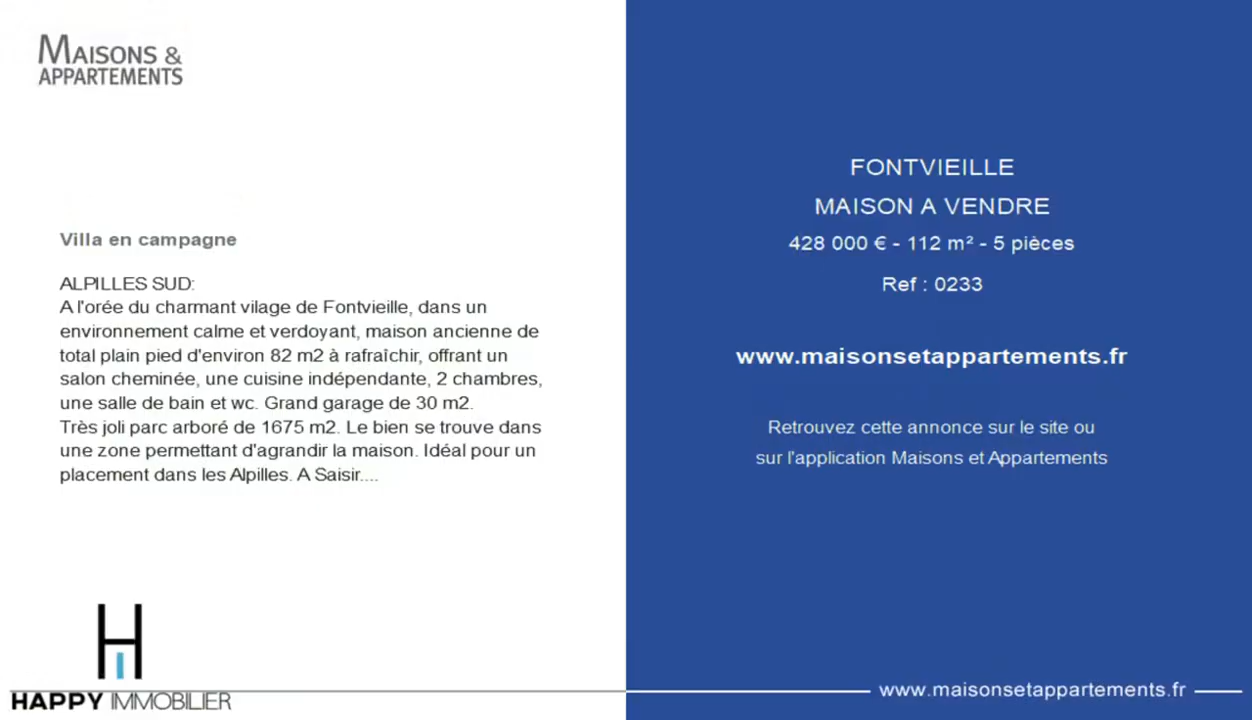 MAISONS &
APPARTEMENTS
Villa en campagne
ALPILLES SUD:
A l'orée du charmant vilage de Fontvieille, dans un
environnement calme et verdoyant, maison ancienne de
total plain pied d'environ 82 m2 à rafraîchir, offrant un
salon cheminée, une cuisine indépendante, 2 chambres,
une salle de bain et wc. Grand garage de 30 m2.
Très joli parc arboré de 1675 m2. Le bien se trouve dans
une zone permettant d'agrandir la maison. Idéal pour un
placement dans les Alpilles. A Saisir....
HAPPY IMMOBILIER
FONTVIEILLE
MAISON A VENDRE
428 000 € - 112 m² - 5 pièces
Ref : 0233
www.maisonsetappartements.fr
Retrouvez cette annonce sur le site ou
sur l'application Maisons et Appartements
www.maisonsetappartements.fr